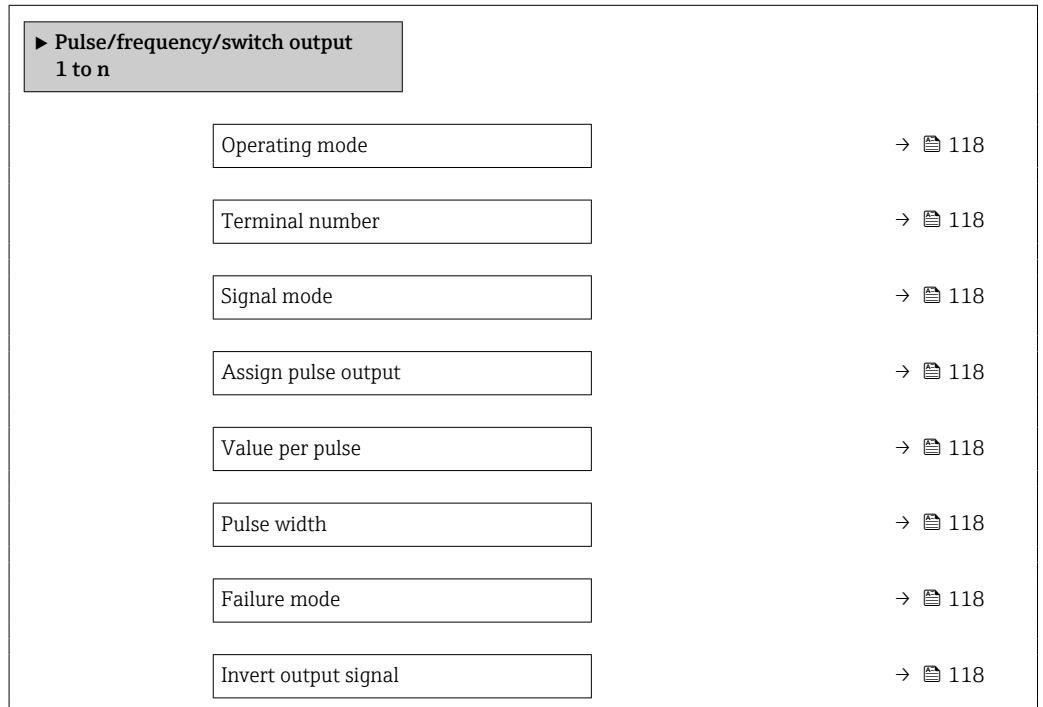 ▶ Pulse/frequency/switch output
1 to n
Operating mode → 118
Terminal number → 118
Signal mode → 118
Assign pulse output → 118
Value per pulse → 118
Pulse width → 118
Failure mode → 118
Invert output signal → 118